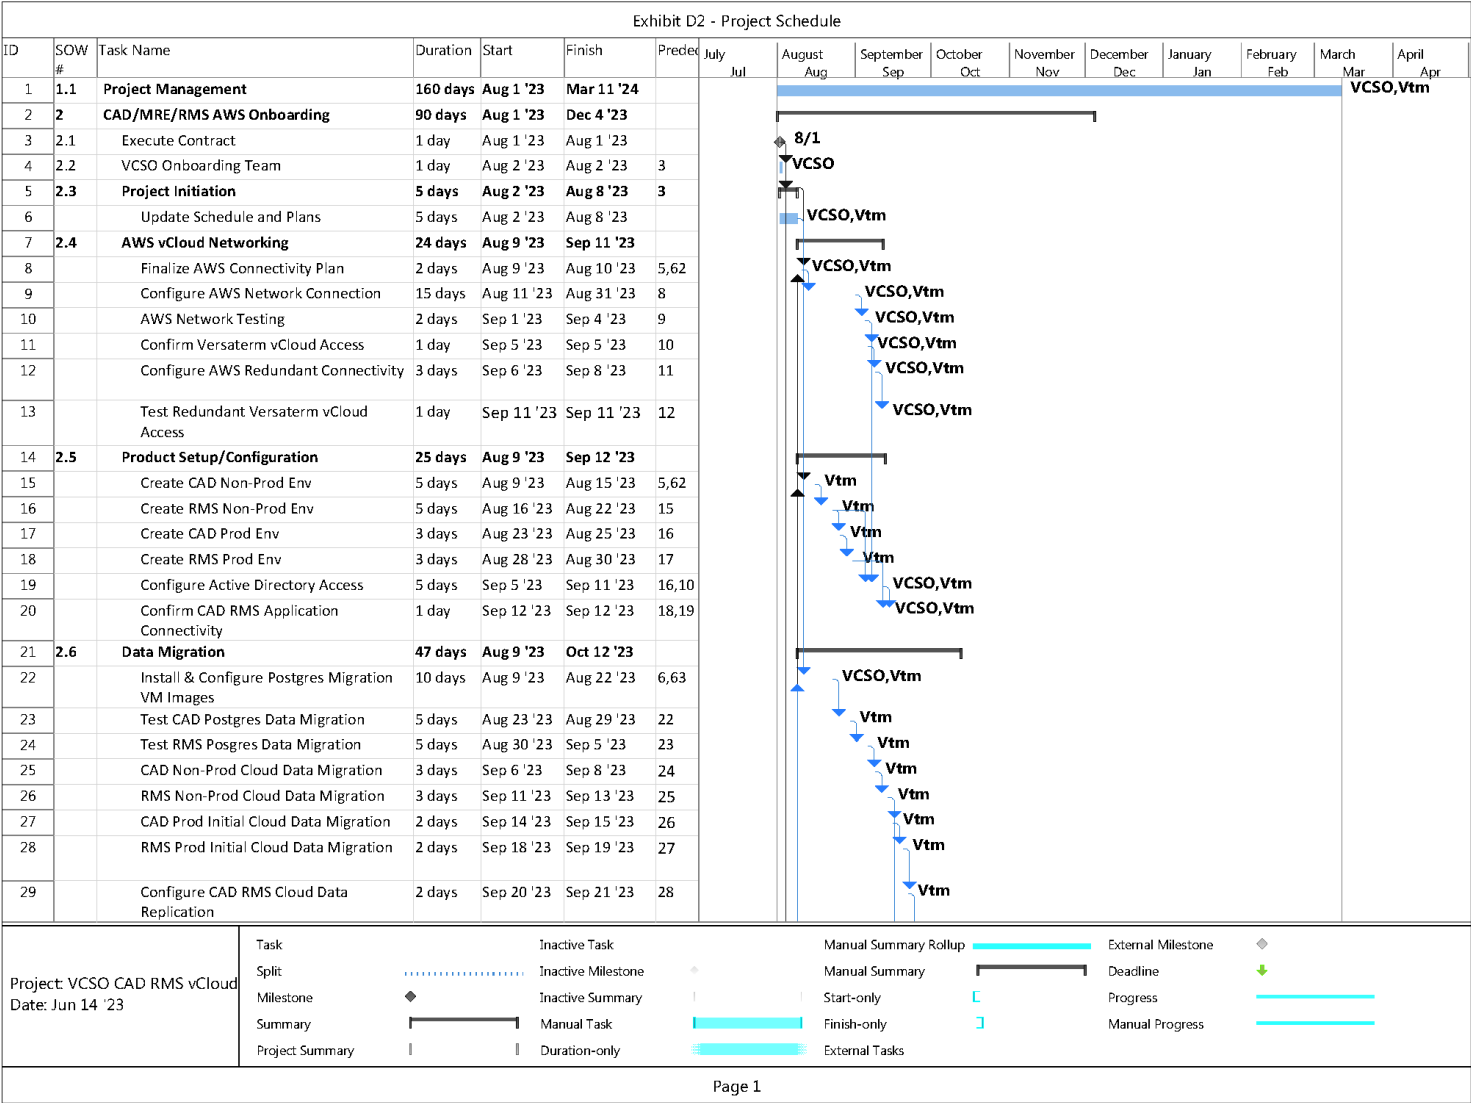 Exhibit D2 - Project Schedule
ID SOW # Task Name Duration Start Finish Predec July August September October November December January February March April
Jul Aug Sep Oct Nov Dec Jan Feb Mar Apr
1 1.1 Project Management 160 days Aug 1 '23 Mar 11 '24 VCSO,Vtm
2 2 CAD/MRE/RMS AWS Onboarding 90 days Aug 1 '23 Dec 4 '23
3 2.1 Execute Contract 1 day Aug 1 '23 Aug 1 '23 8/1
4 2.2 VCSO Onboarding Team 1 day Aug 2 '23 Aug 2 '23 3 VCSO
5 2.3 Project Initiation 5 days Aug 2 '23 Aug 8 '23 3
6 Update Schedule and Plans 5 days Aug 2 '23 Aug 8 '23 VCSO,Vtm
7 2.4 AWS vCloud Networking 24 days Aug 9 '23 Sep 11 '23
8 Finalize AWS Connectivity Plan 2 days Aug 9 '23 Aug 10 '23 5,62 VCSO,Vtm
9 Configure AWS Network Connection 15 days Aug 11 '23 Aug 31 '23 8 VCSO,Vtm
10 AWS Network Testing 2 days Sep 1 '23 Sep 4 '23 9 VCSO,Vtm
11 Confirm Versaterm vCloud Access 1 day Sep 5 '23 Sep 5 '23 10 VCSO,Vtm
12 Configure AWS Redundant Connectivity 3 days Sep 6 '23 Sep 8 '23 11 VCSO,Vtm
13 Test Redundant Versaterm vCloud 1 day Sep 11 '23 Sep 11 '23 12 VCSO,Vtm
Access
14 2.5 Product Setup/Configuration 25 days Aug 9 '23 Sep 12 '23
15 Create CAD Non-Prod Env 5 days Aug 9 '23 Aug 15 '23 5,62 Vtm
16 Create RMS Non-Prod Env 5 days Aug 16 '23 Aug 22 '23 15 Vtm
17 Create CAD Prod Env 3 days Aug 23 '23 Aug 25 '23 16 Vtm
18 Create RMS Prod Env 3 days Aug 28 '23 Aug 30 '23 17 Vtm
19 Configure Active Directory Access 5 days Sep 5 '23 Sep 11 '23 16,10 VCSO,Vtm
20 Confirm CAD RMS Application 1 day Sep 12 '23 Sep 12 '23 18,19 VCSO,Vtm
Connectivity
21 2.6 Data Migration 47 days Aug 9 '23 Oct 12 '23
22 Install & Configure Postgres Migration 10 days Aug 9 '23 Aug 22 '23 6,63 VCSO,Vtm
VM Images
23 Test CAD Postgres Data Migration 5 days Aug 23 '23 Aug 29 '23 22 Vtm
24 Test RMS Posgres Data Migration 5 days Aug 30 '23 Sep 5 '23 23 Vtm
25 CAD Non-Prod Cloud Data Migration 3 days Sep 6 '23 Sep 8 '23 24 Vtm
26 RMS Non-Prod Cloud Data Migration 3 days Sep 11 '23 Sep 13 '23 25 Vtm
27 CAD Prod Initial Cloud Data Migration 2 days Sep 14 '23 Sep 15 '23 26 Vtm
28 RMS Prod Initial Cloud Data Migration 2 days Sep 18 '23 Sep 19 '23 27 Vtm
29 Configure CAD RMS Cloud Data 2 days Sep 20 '23 Sep 21 '23 28 Vtm
Replication
Project: VCSO CAD RMS vCloud
Date: Jun 14 '23
Task Inactive Task Manual Summary Rollup External Milestone
Split Inactive Milestone Manual Summary Deadline
Milestone Inactive Summary Start-only Progress
Summary Manual Task Finish-only Manual Progress
Project Summary Duration-only External Tasks
Page 1